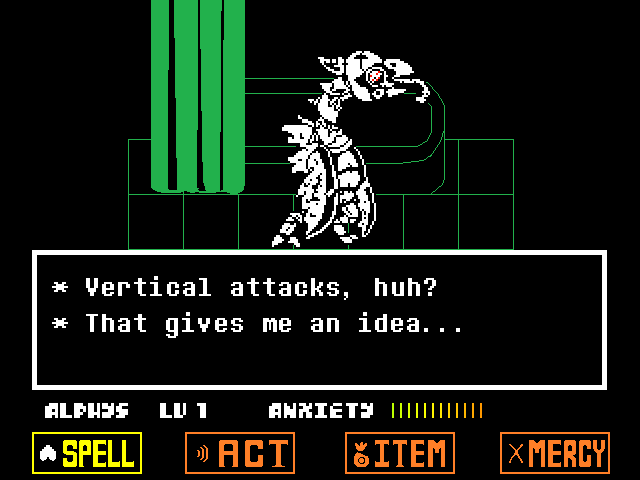 * Vertical attacks, huh?
* That gives me an idea...
ALPHYS LV 1 ANXIETY
SPELL ACT ITEM MERCY